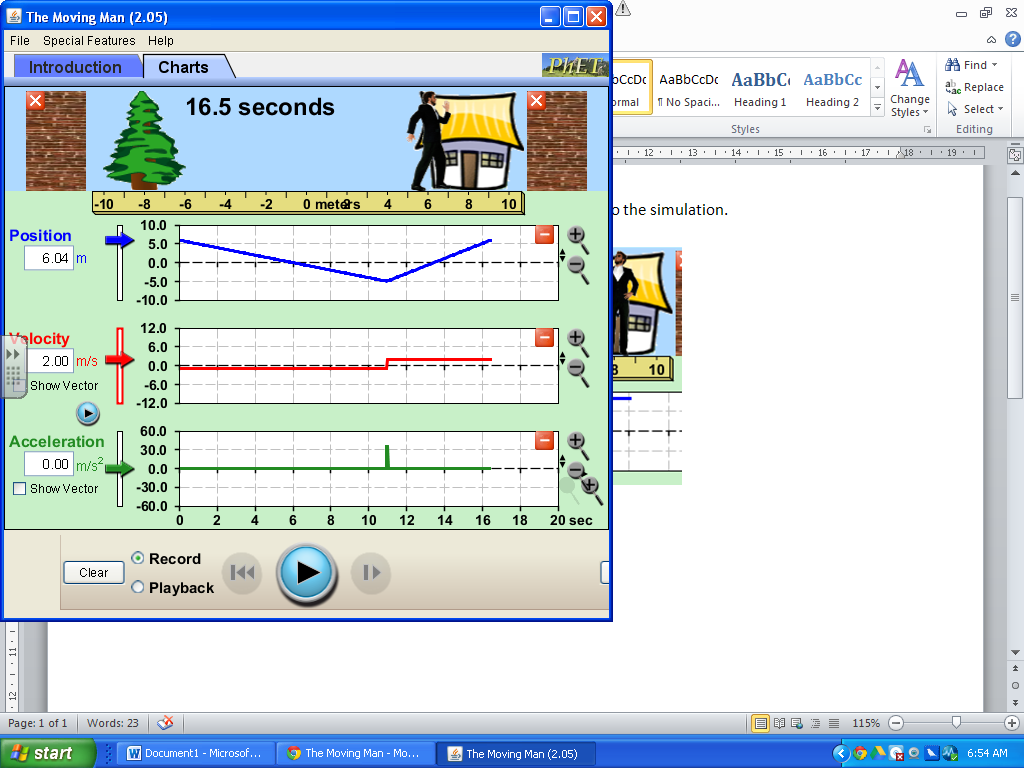 The Moving Man (2.05)
File Special Features Help
Introduction Charts PhET
16.5 seconds
-10 -8 -6 -4 -2 0 meters 2 4 6 8 10
Position
6.04 m
10.0
5.0
0.0
-5.0
-10.0
Velocity
2.00 m/s
Show Vector
12.0
6.0
0.0
-6.0
-12.0
Acceleration
0.00 m/s²
Show Vector
60.0
30.0
0.0
-30.0
-60.0
0 2 4 6 8 10 12 14 16 18 20 sec
Clear
Record
Playback
AaBbCcDc AaBbC AaBbCc
¶ No Spaci... Heading 1 Heading 2
Change
Styles
Styles
Find
Replace
Select
Editing
12 13 14 15 16 17 18 19
the simulation.
8 10
11
12
Page: 1 of 1 Words: 23
115%
start
Document1 - Microsof...
The Moving Man - Mo...
The Moving Man (2.05)
6:54 AM